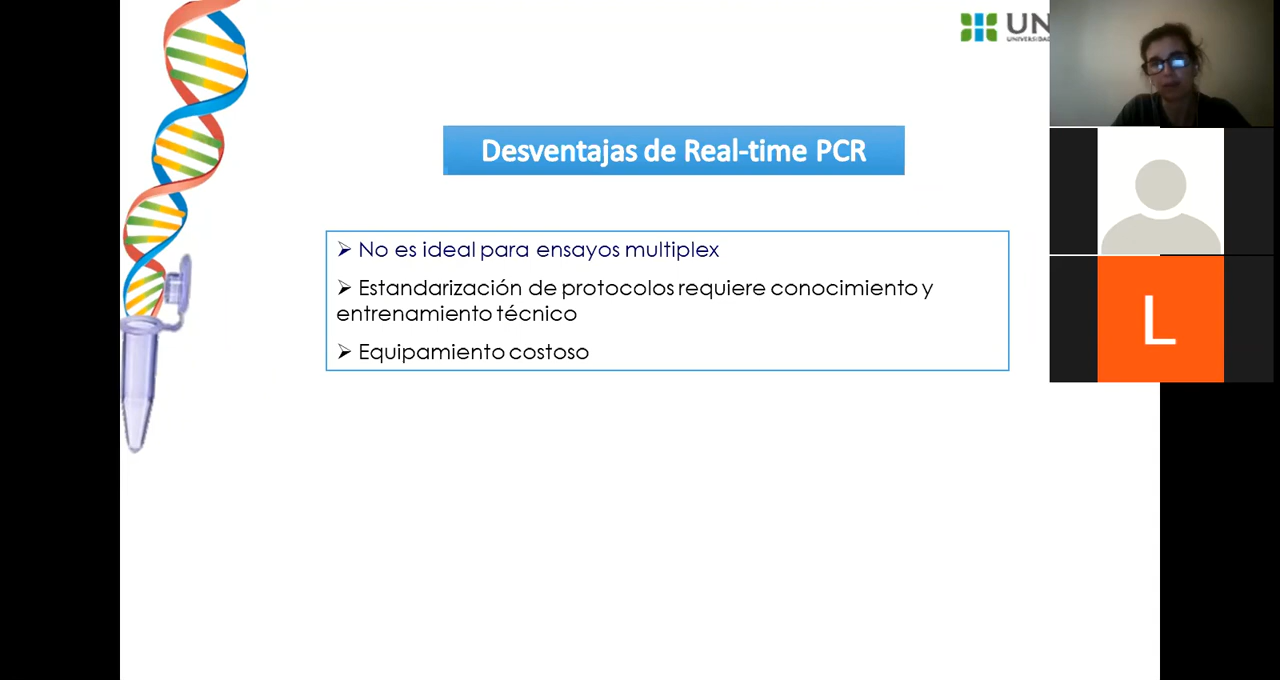 Desventajas de Real-time PCR
➢ No es ideal para ensayos multiplex
➢ Estandarización de protocolos requiere conocimiento y
entrenamiento técnico
➢ Equipamiento costoso
UN
UNIVERSIDAD
L